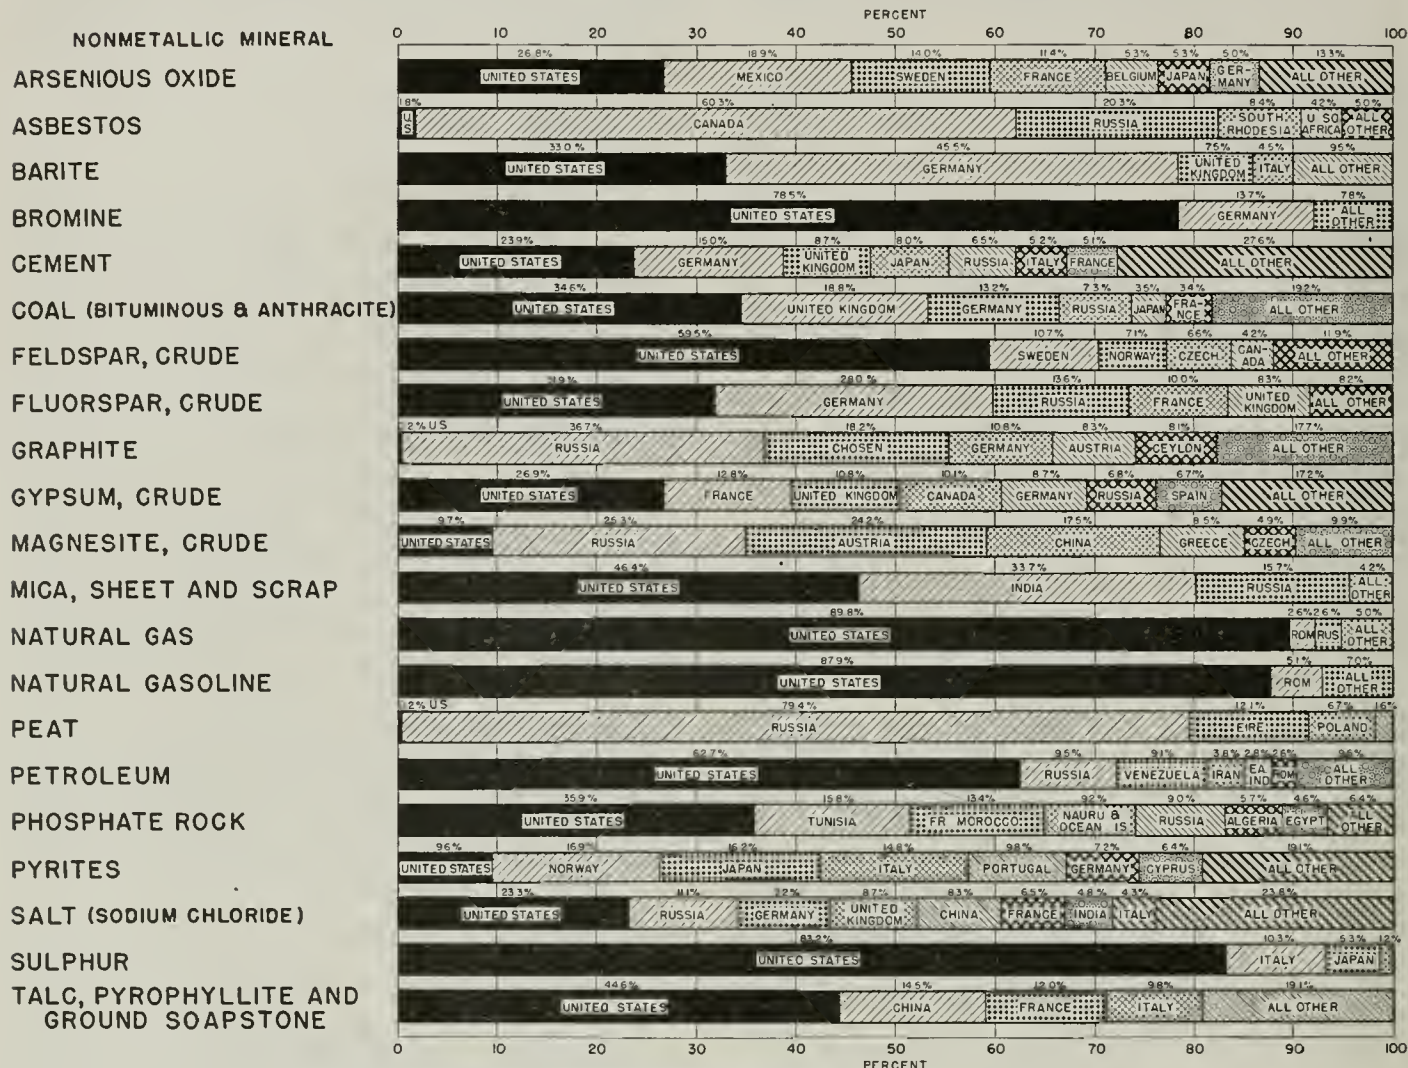 PERCENT
NONMETALLIC MINERAL 0 10 20 30 40 50 60 70 80 90 100
26.8% 18.9% 14.0% 11.4% 5.3% 5.3% 5.0% 13.3%
ARSENIOUS OXIDE UNITED STATES MEXICO SWEDEN FRANCE BELGIUM JAPAN GER-MANY ALL OTHER
1.8% 60.3% 20.3% 8.4% 4.2% 5.0%
ASBESTOS US CANADA RUSSIA SOUTH RHODESIA U SO AFRICA ALL OTHER
33.0% 45.5% 7.5% 4.5% 9.5%
BARITE UNITED STATES GERMANY UNITED KINGDOM ITALY ALL OTHER
78.5% 13.7% 7.8%
BROMINE UNITED STATES GERMANY ALL OTHER
23.9% 15.0% 8.7% 8.0% 6.5% 5.2% 5.1% 27.6%
CEMENT UNITED STATES GERMANY UNITED KINGDOM JAPAN RUSSIA ITALY FRANCE ALL OTHER
34.6% 18.8% 13.2% 7.3% 3.5% 3.4% 19.2%
COAL (BITUMINOUS & ANTHRACITE) UNITED STATES UNITED KINGDOM GERMANY RUSSIA JAPAN FRA-NCE ALL OTHER
59.5% 10.7% 7.1% 6.6% 4.2% 11.9%
FELDSPAR, CRUDE UNITED STATES SWEDEN NORWAY CZECH. CAN-ADA ALL OTHER
31.9% 28.0% 13.6% 10.0% 8.3% 8.2%
FLUORSPAR, CRUDE UNITED STATES GERMANY RUSSIA FRANCE UNITED KINGDOM ALL OTHER
.2% US 36.7% 18.2% 10.8% 8.3% 8.1% 17.7%
GRAPHITE RUSSIA CHOSEN GERMANY AUSTRIA CEYLON ALL OTHER
26.9% 12.8% 10.8% 10.1% 8.7% 6.8% 6.7% 17.2%
GYPSUM, CRUDE UNITED STATES FRANCE UNITED KINGDOM CANADA GERMANY RUSSIA SPAIN ALL OTHER
9.7% 25.3% 24.2% 17.5% 8.5% 4.9% 9.9%
MAGNESITE, CRUDE UNITED STATES RUSSIA AUSTRIA CHINA GREECE CZECH. ALL OTHER
46.4% 33.7% 15.7% 4.2%
MICA, SHEET AND SCRAP UNITED STATES INDIA RUSSIA ALL OTHER
89.8% 2.6% 2.6% 5.0%
NATURAL GAS UNITED STATES ROM RUS. ALL OTHER
87.9% 5.1% 7.0%
NATURAL GASOLINE UNITED STATES ROM ALL OTHER
.2% US 79.4% 12.1% 6.7% 1.6%
PEAT RUSSIA EIRE POLAND
62.7% 9.5% 9.1% 3.8% 2.8% 2.6% 9.6%
PETROLEUM UNITED STATES RUSSIA VENEZUELA IRAN EA IND ROM ALL OTHER
35.9% 15.8% 13.4% 9.2% 9.0% 5.7% 4.6% 6.4%
PHOSPHATE ROCK UNITED STATES TUNISIA FR. MOROCCO NAURU & OCEAN IS. RUSSIA ALGERIA EGYPT ALL OTHER
9.6% 16.9% 16.2% 14.8% 9.8% 7.2% 6.4% 19.1%
PYRITES UNITED STATES NORWAY JAPAN ITALY PORTUGAL GERMANY CYPRUS ALL OTHER
23.3% 11.1% 8.7% 8.3% 6.5% 4.8% 4.3% 23.8%
SALT (SODIUM CHLORIDE) UNITED STATES RUSSIA GERMANY UNITED KINGDOM CHINA FRANCE INDIA ITALY ALL OTHER
83.2% 10.3% 5.3% 1.2%
SULPHUR UNITED STATES ITALY JAPAN
44.6% 14.5% 12.0% 9.8% 19.1%
TALC, PYROPHYLLITE AND
GROUND SOAPSTONE UNITED STATES CHINA FRANCE ITALY ALL OTHER
0 10 20 30 40 50 60 70 80 90 100
PERCENT